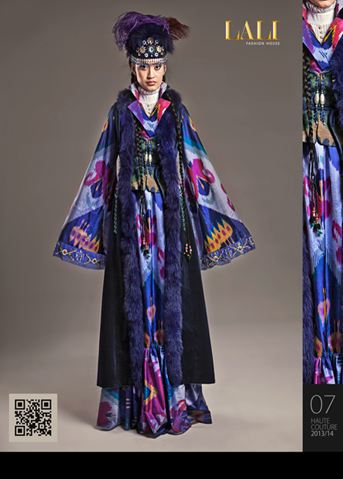 LALI
FASHION HOUSE
07
HAUTE
COUTURE
2013/14